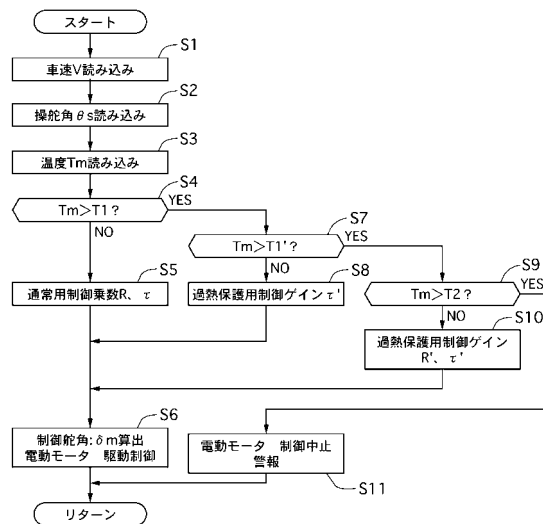 スタート
S1
車速V読み込み
S2
操舵角θs読み込み
S3
温度Tm読み込み
S4
Tm>T1?
YES
NO
S7
Tm>T1'?
YES
NO
S5
通常用制御乗数R、τ
S8
過熱保護用制御ゲインτ'
S9
Tm>T2?
YES
NO
S10
過熱保護用制御ゲイン
R'、τ'
S6
制御舵角:δm算出
電動モータ 駆動制御
電動モータ 制御中止
警報
S11
リターン